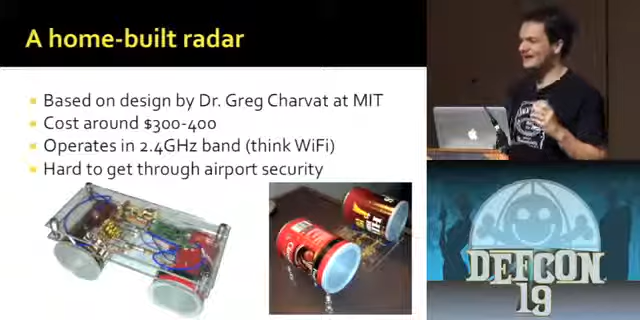 A home-built radar
Based on design by Dr. Greg Charvat at MIT
Cost around $300-400
Operates in 2.4GHz band (think WiFi)
Hard to get through airport security
DEFCON
19